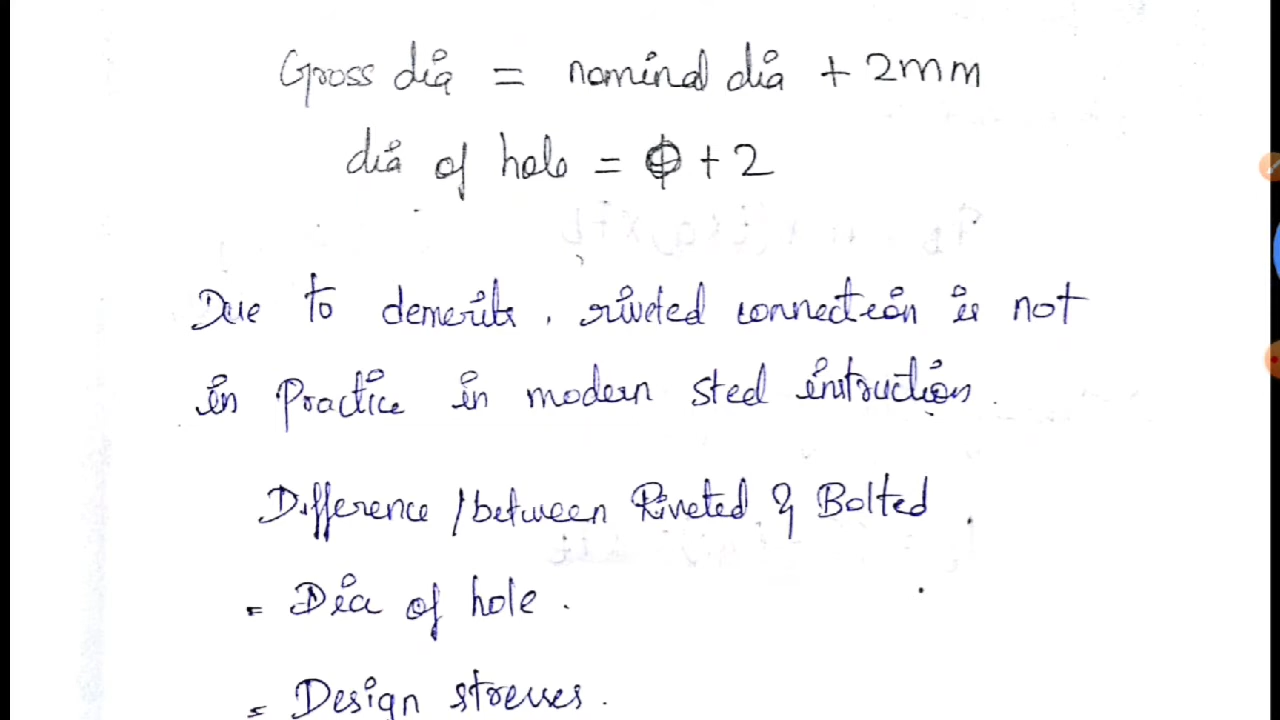 Gross dia = nominal dia + 2mm
dia of hole = ϕ + 2
Due to demerits, riveted connection is not
in Practice in modern steel instruction.
Difference / between Riveted & Bolted.
= Dia of hole.
= Design stresses.